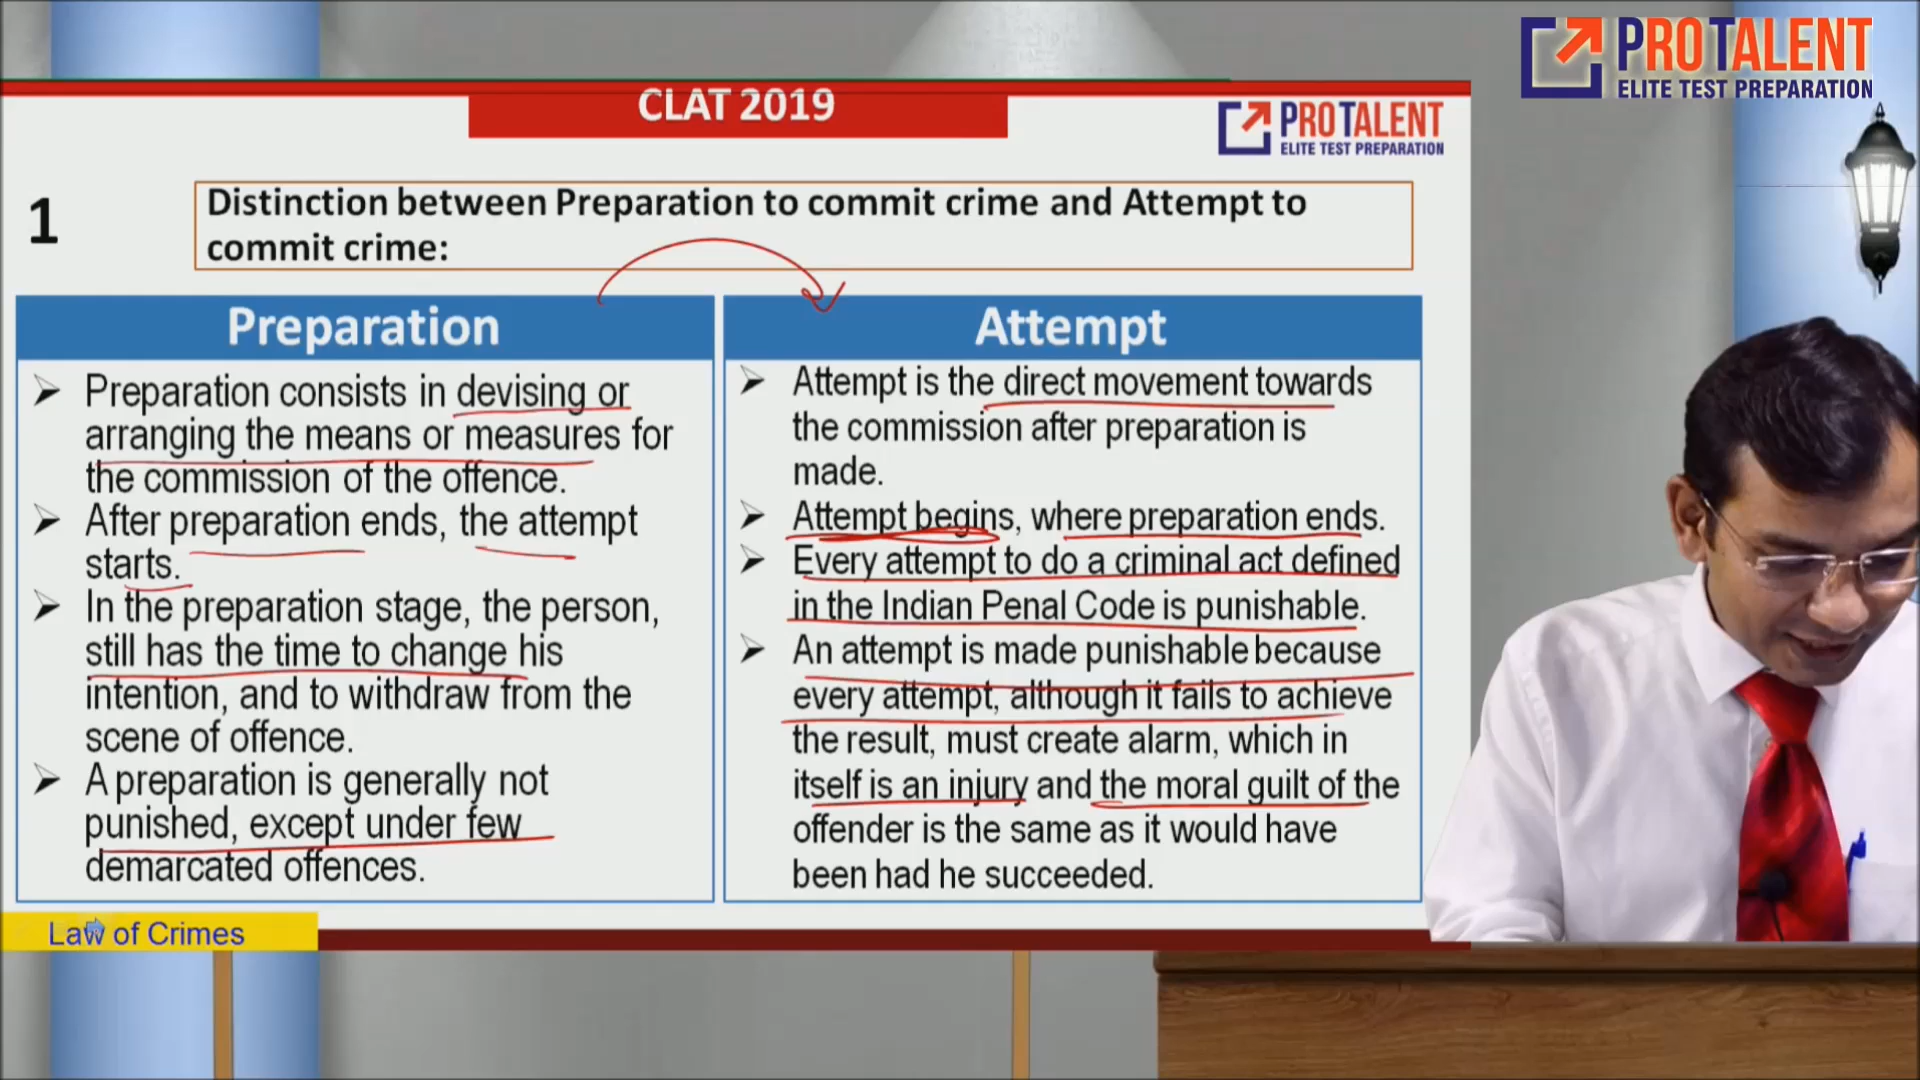 PROTALENT
ELITE TEST PREPARATION
CLAT 2019
PROTALENT
ELITE TEST PREPARATION
1
Distinction between Preparation to commit crime and Attempt to
commit crime:
Preparation
➢ Preparation consists in devising or
arranging the means or measures for
the commission of the offence.
➢ After preparation ends, the attempt
starts.
➢ In the preparation stage, the person,
still has the time to change his
intention, and to withdraw from the
scene of offence.
➢ A preparation is generally not
punished, except under few
demarcated offences.
Attempt
➢ Attempt is the direct movement towards
the commission after preparation is
made.
➢ Attempt begins, where preparation ends.
➢ Every attempt to do a criminal act defined
in the Indian Penal Code is punishable.
➢ An attempt is made punishable because
every attempt, although it fails to achieve
the result, must create alarm, which in
itself is an injury and the moral guilt of the
offender is the same as it would have
been had he succeeded.
Law of Crimes